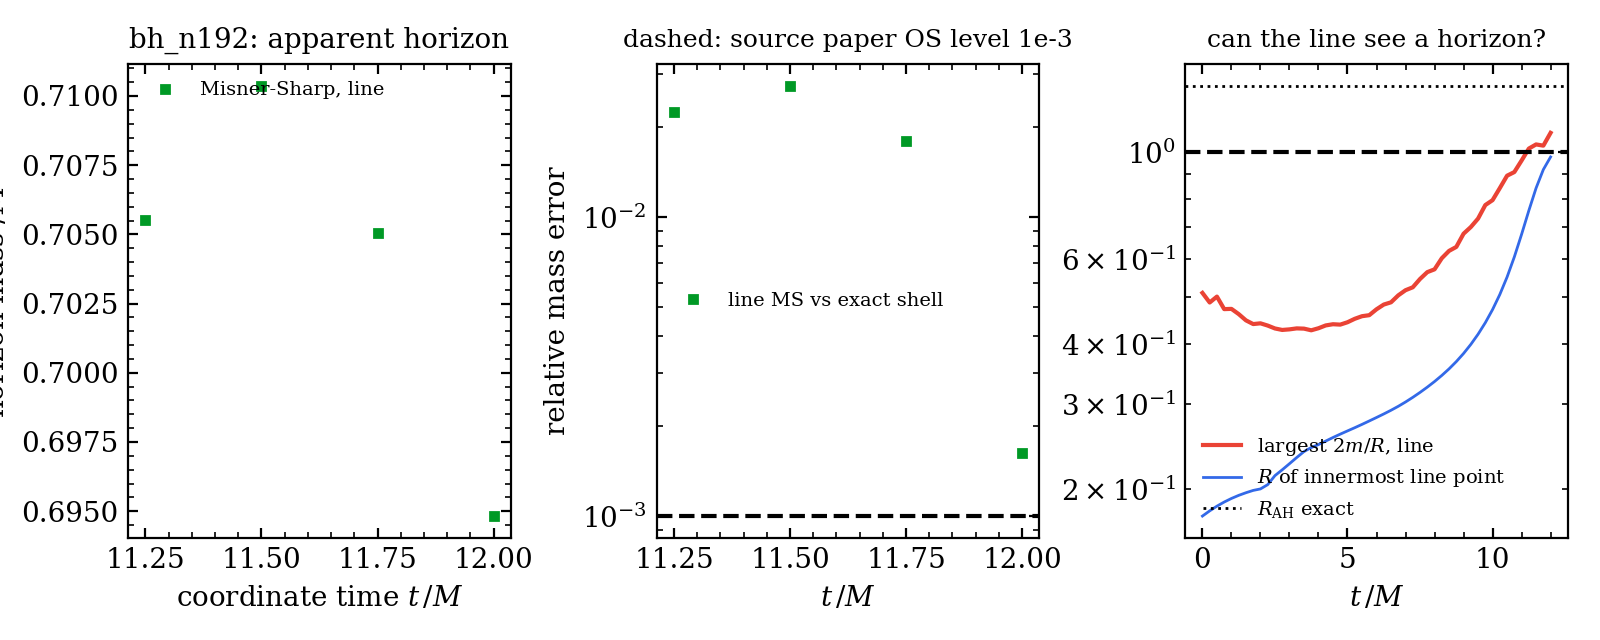 bh_n192: apparent horizon
0.7100
0.7075
0.7050
0.7025
0.7000
0.6975
0.6950
Misner-Sharp, line
11.25 11.50 11.75 12.00
coordinate time t/M
dashed: source paper OS level 1e-3
relative mass error
10⁻²
10⁻³
line MS vs exact shell
11.25 11.50 11.75 12.00
t/M
can the line see a horizon?
10⁰
6 × 10⁻¹
4 × 10⁻¹
3 × 10⁻¹
2 × 10⁻¹
largest 2m/R, line
R of innermost line point
R_AH exact
0 5 10
t/M